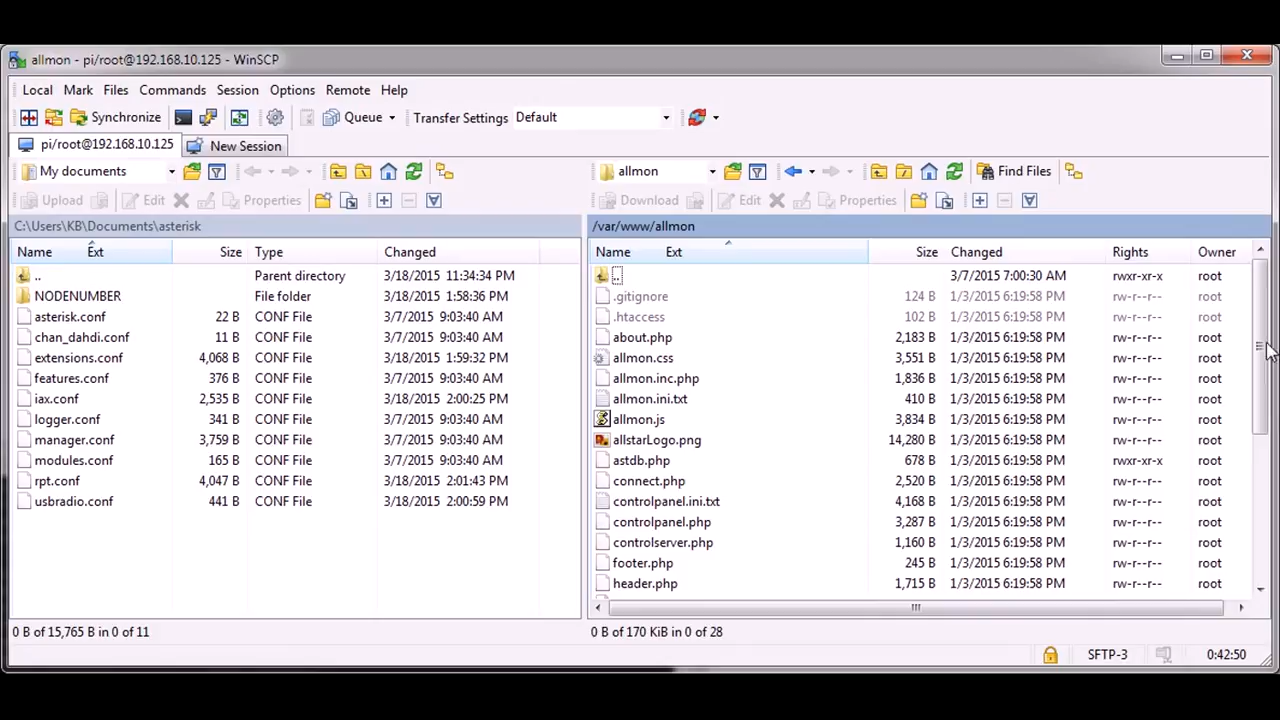 allmon - pi/root@192.168.10.125 - WinSCP
Local Mark Files Commands Session Options Remote Help
Synchronize Queue Transfer Settings Default
pi/root@192.168.10.125 New Session
My documents allmon Find Files
Upload Edit Properties Download Edit Properties
C:\Users\KB\Documents\asterisk /var/www/allmon
Name Ext Size Type Changed Name Ext Size Changed Rights Owner
.. Parent directory 3/18/2015 11:34:34 PM .. 3/7/2015 7:00:30 AM rwxr-xr-x root
NODENUMBER File folder 3/18/2015 1:58:36 PM .gitignore 124 B 1/3/2015 6:19:58 PM rw-r--r-- root
asterisk.conf 22 B CONF File 3/7/2015 9:03:40 AM .htaccess 102 B 1/3/2015 6:19:58 PM rw-r--r-- root
chan_dahdi.conf 11 B CONF File 3/7/2015 9:03:40 AM about.php 2,183 B 1/3/2015 6:19:58 PM rw-r--r-- root
extensions.conf 4,068 B CONF File 3/18/2015 1:59:32 PM allmon.css 3,551 B 1/3/2015 6:19:58 PM rw-r--r-- root
features.conf 376 B CONF File 3/7/2015 9:03:40 AM allmon.inc.php 1,836 B 1/3/2015 6:19:58 PM rw-r--r-- root
iax.conf 2,535 B CONF File 3/18/2015 2:00:25 PM allmon.ini.txt 410 B 1/3/2015 6:19:58 PM rw-r--r-- root
logger.conf 341 B CONF File 3/7/2015 9:03:40 AM allmon.js 3,834 B 1/3/2015 6:19:58 PM rw-r--r-- root
manager.conf 3,759 B CONF File 3/7/2015 9:03:40 AM allstarLogo.png 14,280 B 1/3/2015 6:19:58 PM rw-r--r-- root
modules.conf 165 B CONF File 3/7/2015 9:03:40 AM astdb.php 678 B 1/3/2015 6:19:58 PM rwxr-xr-x root
rpt.conf 4,047 B CONF File 3/18/2015 2:01:43 PM connect.php 2,520 B 1/3/2015 6:19:58 PM rw-r--r-- root
usbradio.conf 441 B CONF File 3/18/2015 2:00:59 PM controlpanel.ini.txt 4,168 B 1/3/2015 6:19:58 PM rw-r--r-- root
controlpanel.php 3,287 B 1/3/2015 6:19:58 PM rw-r--r-- root
controlserver.php 1,160 B 1/3/2015 6:19:58 PM rw-r--r-- root
footer.php 245 B 1/3/2015 6:19:58 PM rw-r--r-- root
header.php 1,715 B 1/3/2015 6:19:58 PM rw-r--r-- root
0 B of 15,765 B in 0 of 11 0 B of 170 KiB in 0 of 28
SFTP-3 0:42:50